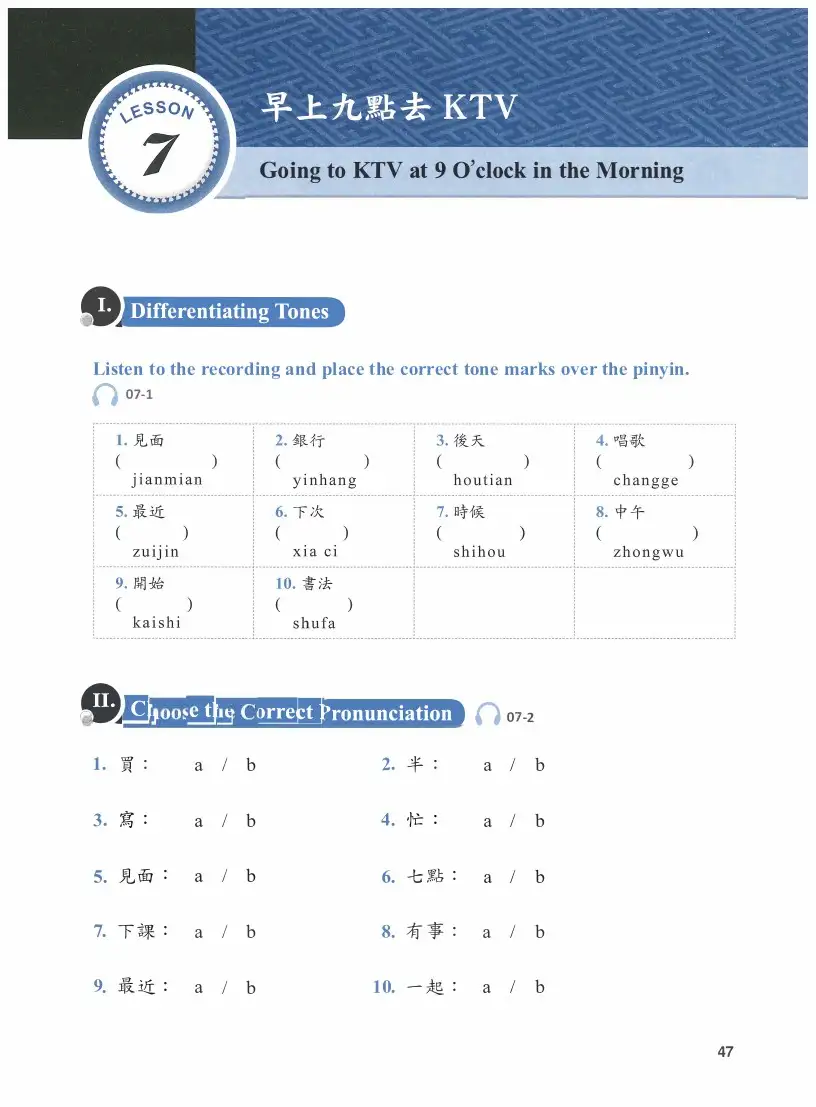 LESSON
7
早上九點去 KTV
Going to KTV at 9 O'clock in the Morning
I. Differentiating Tones
Listen to the recording and place the correct tone marks over the pinyin.
07-1
1. 見面 2. 銀行 3. 後天 4. 唱歌
( ) ( ) ( ) ( )
jianmian yinhang houtian changge
5. 最近 6. 下次 7. 時候 8. 中午
( ) ( ) ( ) ( )
zuijin xia ci shihou zhongwu
9. 開始 10. 書法
( ) ( )
kaishi shufa
II. Choose the Correct Pronunciation 07-2
1. 買： a / b 2. 半： a / b
3. 寫： a / b 4. 忙： a / b
5. 見面： a / b 6. 七點： a / b
7. 下課： a / b 8. 有事： a / b
9. 最近： a / b 10. 一起： a / b
47